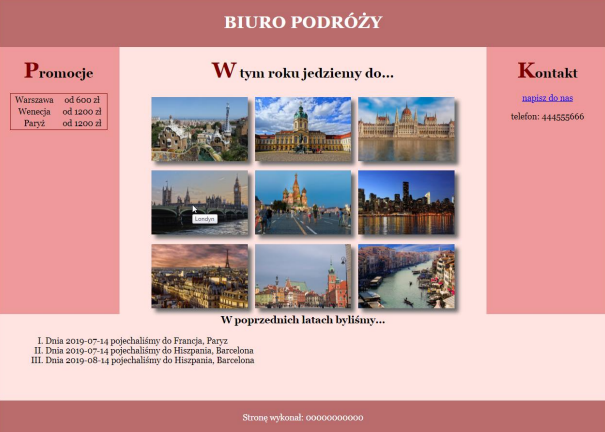 BIURO PODRÓŻY
Promocje
Warszawa od 600 zł
Wenecja od 1200 zł
Paryż od 1200 zł
W tym roku jedziemy do...
Londyn
Kontakt
napisz do nas
telefon: 444555666
W poprzednich latach byliśmy...
I. Dnia 2019-07-14 pojechaliśmy do Francja, Paryz
II. Dnia 2019-07-14 pojechaliśmy do Hiszpania, Barcelona
III. Dnia 2019-08-14 pojechaliśmy do Hiszpania, Barcelona
Stronę wykonał: 00000000000